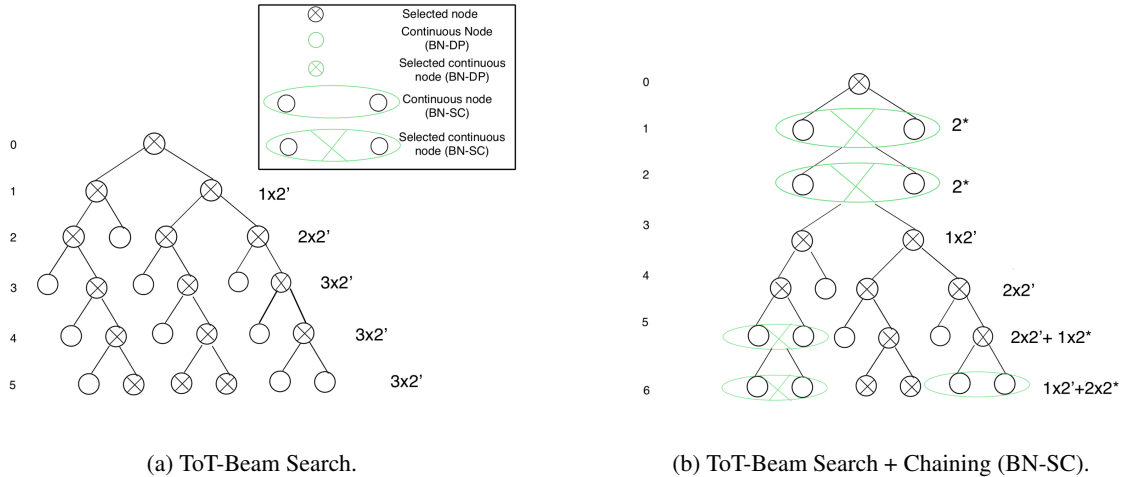 Selected node
Continuous Node
(BN-DP)
Selected continuous
node (BN-DP)
Continuous node
(BN-SC)
Selected continuous
node (BN-SC)
0
1
1x2’
2
2x2’
3
3x2’
4
3x2’
5
3x2’
(a) ToT-Beam Search.
0
1
2*
2
2*
3
1x2’
4
2x2’
5
2x2’+ 1x2*
6
1x2’+2x2*
(b) ToT-Beam Search + Chaining (BN-SC).